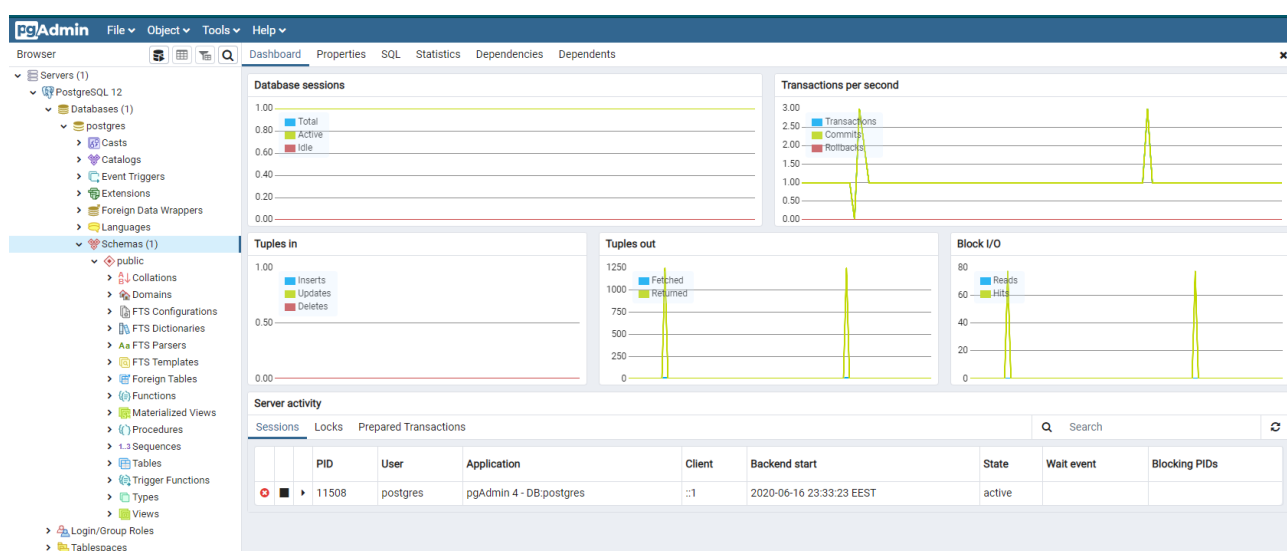 pgAdmin File Object Tools Help
Browser
Dashboard Properties SQL Statistics Dependencies Dependents
Servers (1)
PostgreSQL 12
Databases (1)
postgres
Casts
Catalogs
Event Triggers
Extensions
Foreign Data Wrappers
Languages
Schemas (1)
public
Collations
Domains
FTS Configurations
FTS Dictionaries
Aa FTS Parsers
FTS Templates
Foreign Tables
Functions
Materialized Views
Procedures
1..3 Sequences
Tables
Trigger Functions
Types
Views
Login/Group Roles
Tablespaces
Database sessions
1.00
0.80
0.60
0.40
0.20
0.00
Total
Active
Idle
Transactions per second
3.00
2.50
2.00
1.50
1.00
0.50
0.00
Transactions
Commits
Rollbacks
Tuples in
1.00
0.50
0.00
Inserts
Updates
Deletes
Tuples out
1250
1000
750
500
250
0
Fetched
Returned
Block I/O
80
60
40
20
0
Reads
Hits
Server activity
Sessions Locks Prepared Transactions
Search
PID User Application Client Backend start State Wait event Blocking PIDs
11508 postgres pgAdmin 4 - DB:postgres ::1 2020-06-16 23:33:23 EEST active